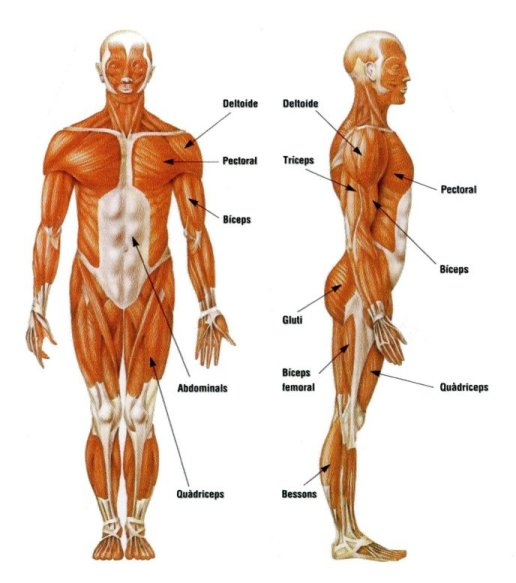 Deltoide
Pectoral
Bíceps
Abdominals
Quàdriceps
Deltoide
Tríceps
Pectoral
Bíceps
Gluti
Bíceps
femoral
Quàdriceps
Bessons